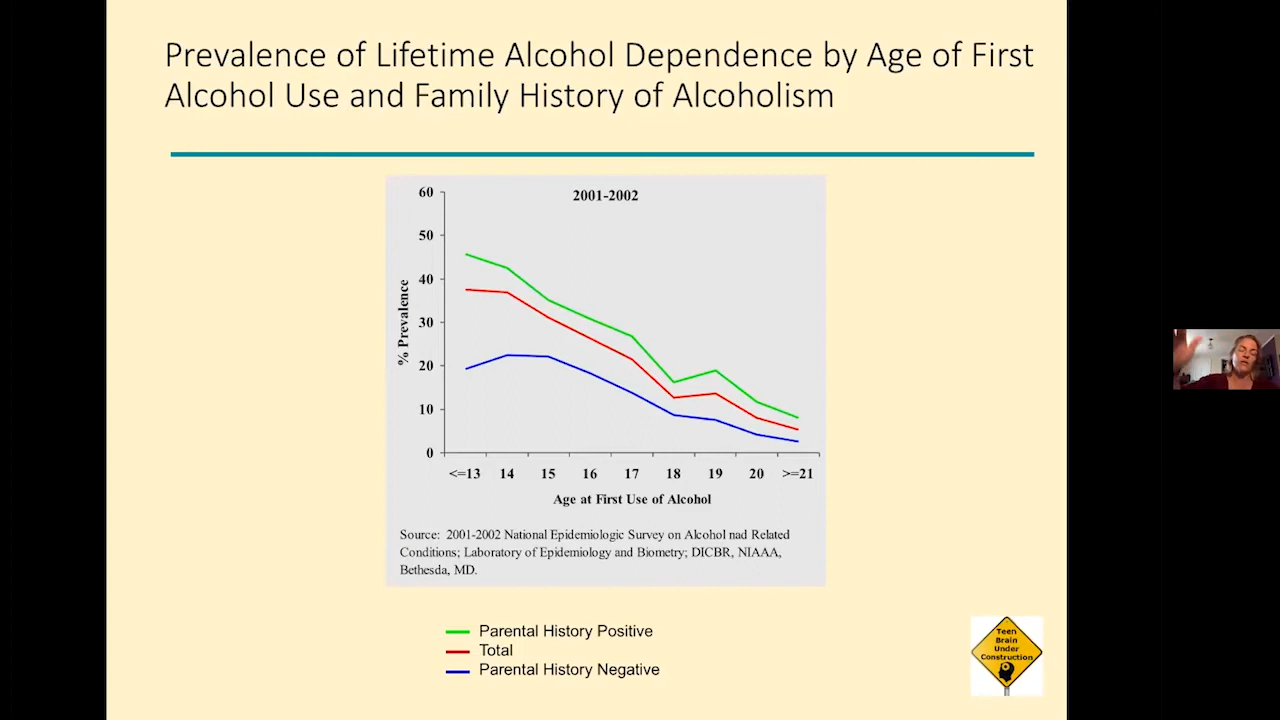 Prevalence of Lifetime Alcohol Dependence by Age of First
Alcohol Use and Family History of Alcoholism
2001-2002
60
50
40
30
20
10
0
% Prevalence
<=13 14 15 16 17 18 19 20 >=21
Age at First Use of Alcohol
Source: 2001-2002 National Epidemiologic Survey on Alcohol nad Related
Conditions; Laboratory of Epidemiology and Biometry; DICBR, NIAAA,
Bethesda, MD.
Parental History Positive
Total
Parental History Negative
Teen
Brain
Under
Construction